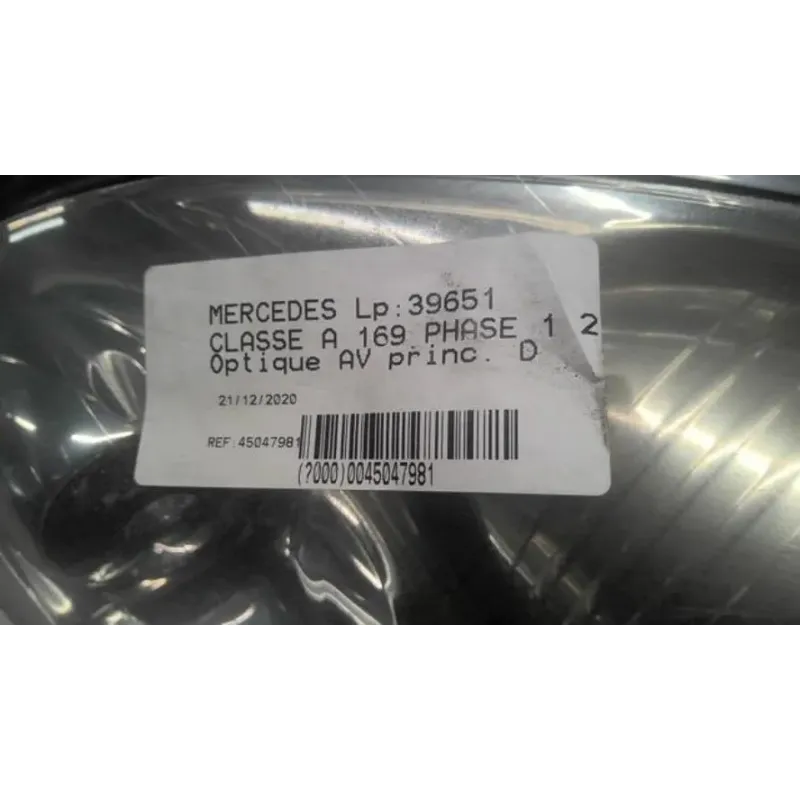 MERCEDES Lp:39651
CLASSE A 169 PHASE 1 2
Optique AV princ. D
21/12/2020
REF:45047981
(?000)0045047981